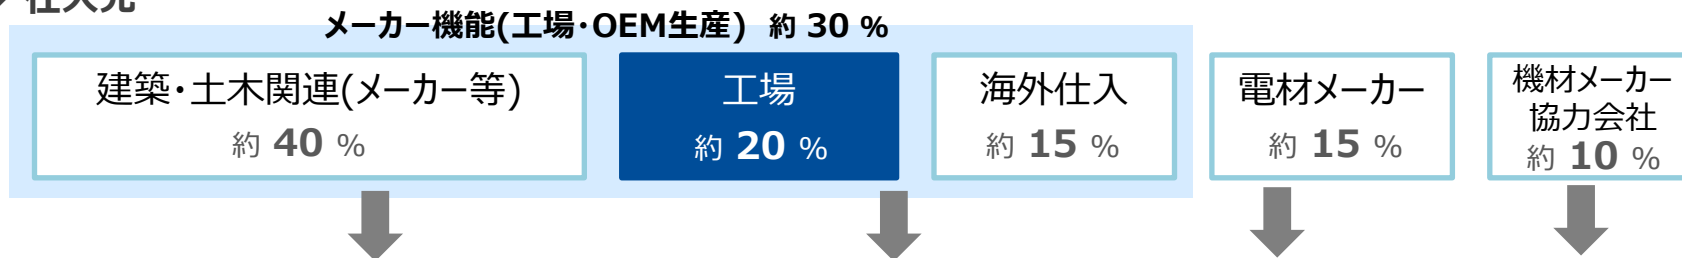 仕入元
メーカー機能(工場・OEM生産) 約 30 %
建築・土木関連(メーカー等)
約 40 %
工場
約 20 %
海外仕入
約 15 %
電材メーカー
約 15 %
機材メーカー
協力会社
約 10 %